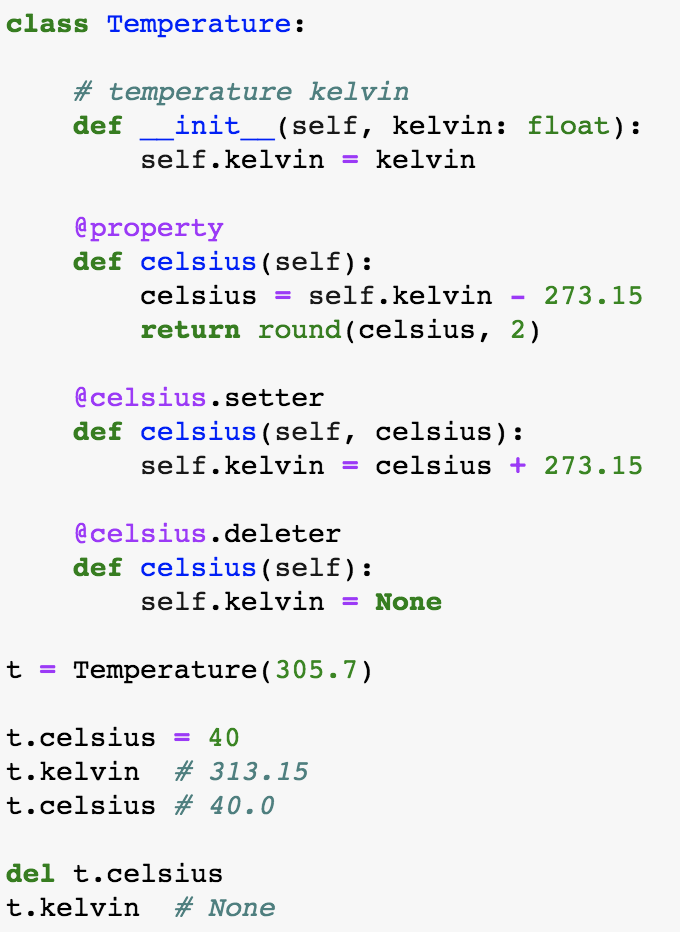 class Temperature:
    # temperature kelvin
    def __init__(self, kelvin: float):
        self.kelvin = kelvin
    @property
    def celsius(self):
        celsius = self.kelvin - 273.15
        return round(celsius, 2)
    @celsius.setter
    def celsius(self, celsius):
        self.kelvin = celsius + 273.15
    @celsius.deleter
    def celsius(self):
        self.kelvin = None
t = Temperature(305.7)
t.celsius = 40
t.kelvin  # 313.15
t.celsius # 40.0
del t.celsius
t.kelvin  # None